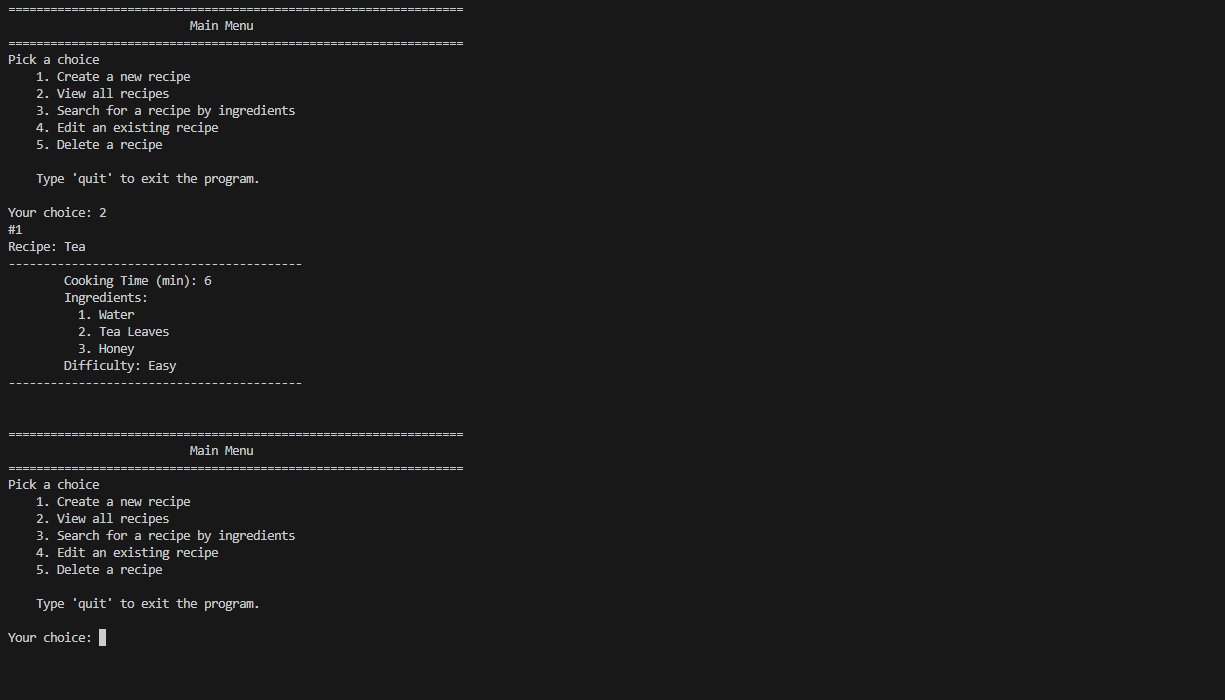 =================================================================
                          Main Menu
=================================================================
Pick a choice
    1. Create a new recipe
    2. View all recipes
    3. Search for a recipe by ingredients
    4. Edit an existing recipe
    5. Delete a recipe

    Type 'quit' to exit the program.

Your choice: 2
#1
Recipe: Tea
------------------------------------------
        Cooking Time (min): 6
        Ingredients:
          1. Water
          2. Tea Leaves
          3. Honey
        Difficulty: Easy
------------------------------------------


=================================================================
                          Main Menu
=================================================================
Pick a choice
    1. Create a new recipe
    2. View all recipes
    3. Search for a recipe by ingredients
    4. Edit an existing recipe
    5. Delete a recipe

    Type 'quit' to exit the program.

Your choice: